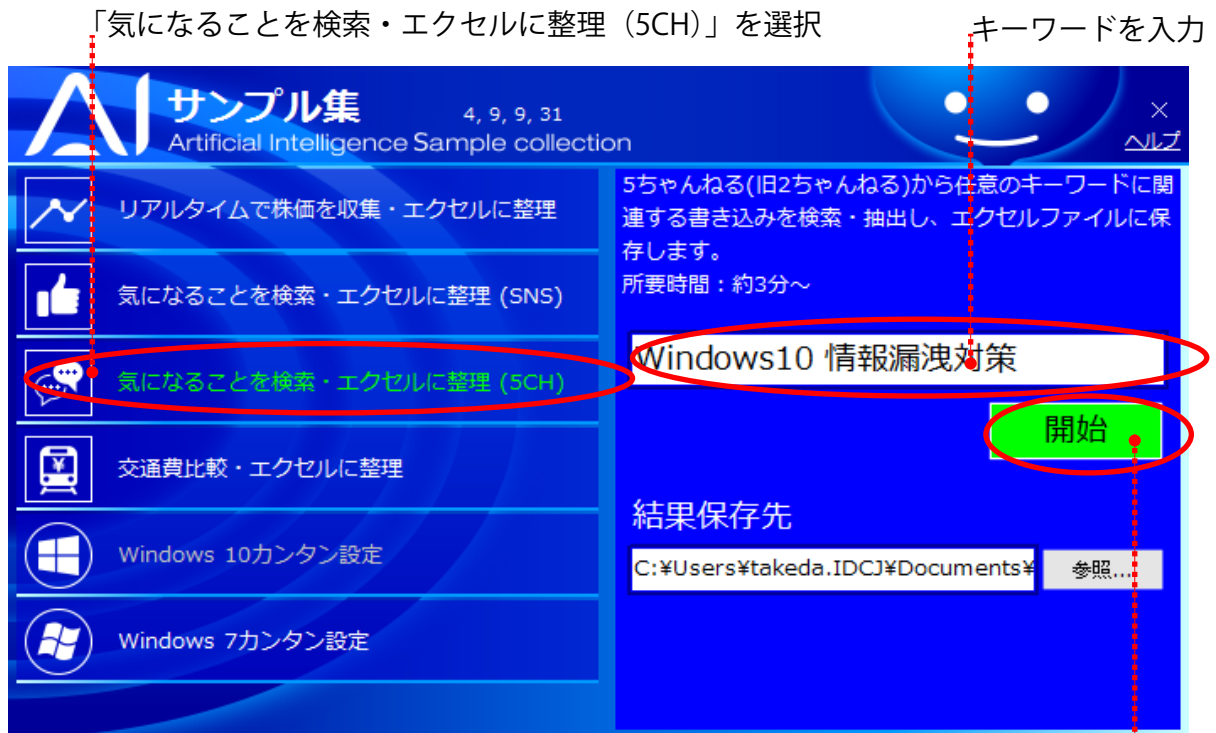 「気になることを検索・エクセルに整理（5CH）」を選択
キーワードを入力
AI サンプル集 4, 9, 9, 31
Artificial Intelligence Sample collection
×
ヘルプ
リアルタイムで株価を収集・エクセルに整理
気になることを検索・エクセルに整理 (SNS)
気になることを検索・エクセルに整理 (5CH)
交通費比較・エクセルに整理
Windows 10カンタン設定
Windows 7カンタン設定
5ちゃんねる(旧2ちゃんねる)から任意のキーワードに関
連する書き込みを検索・抽出し、エクセルファイルに保
存します。
所要時間：約3分～
Windows10 情報漏洩対策
開始
結果保存先
C:¥Users¥takeda.IDCJ¥Documents¥
参照...